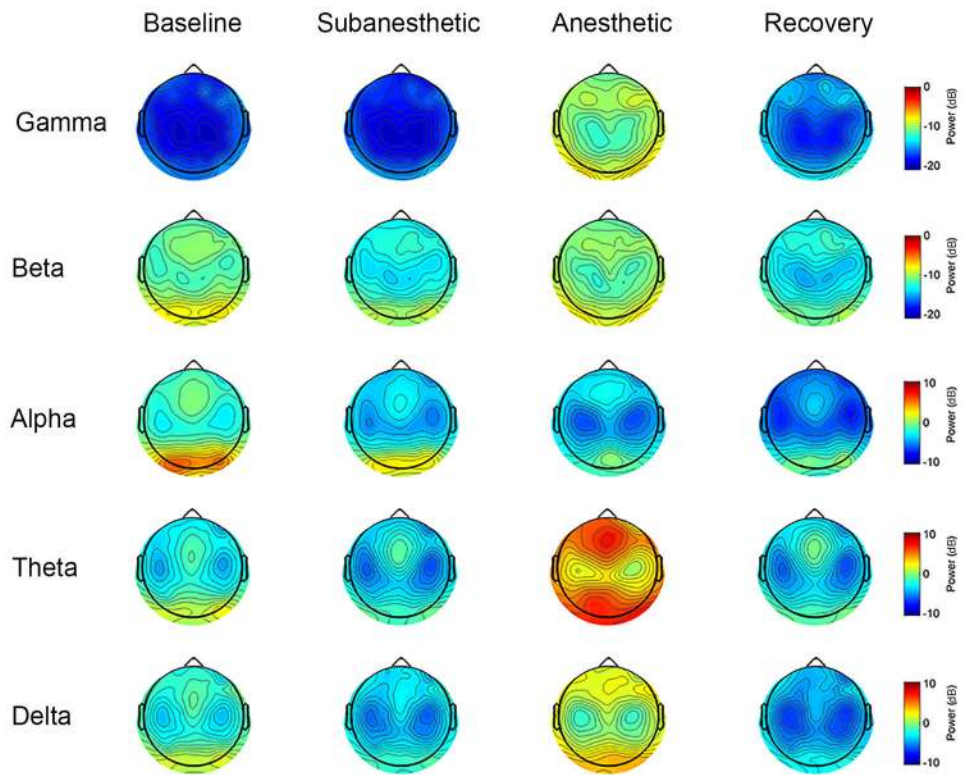 Baseline Subanesthetic Anesthetic Recovery
Gamma
0
-10
-20
Power (dB)
Beta
0
-10
-20
Power (dB)
Alpha
10
0
-10
Power (dB)
Theta
10
0
-10
Power (dB)
Delta
10
0
-10
Power (dB)